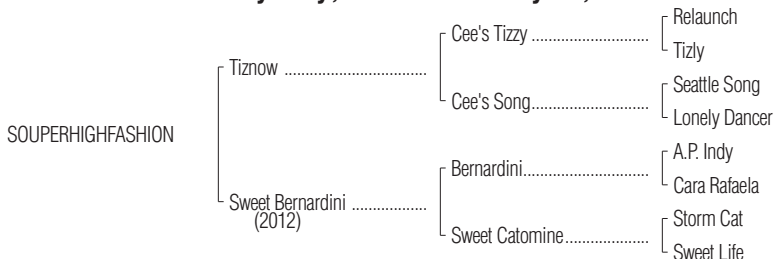 Relaunch
Cee's Tizzy
Tizly
Tiznow
Seattle Song
Cee's Song
Lonely Dancer
SOUPERHIGHFASHION
A.P. Indy
Bernardini
Cara Rafaela
Sweet Bernardini
(2012)
Storm Cat
Sweet Catomine
Sweet Life